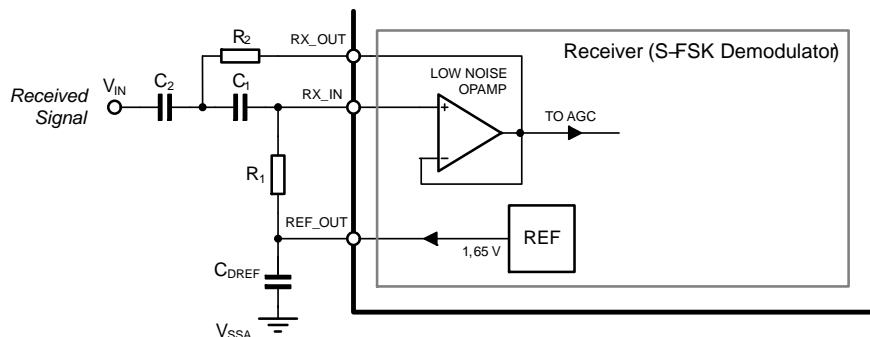 R2
RX_OUT
Receiver (S–FSK Demodulator)
LOW NOISE
OPAMP
Received
Signal
VIN
C2
C1
RX_IN
+
−
TO AGC
R1
REF_OUT
REF
1,65 V
CDREF
VSSA